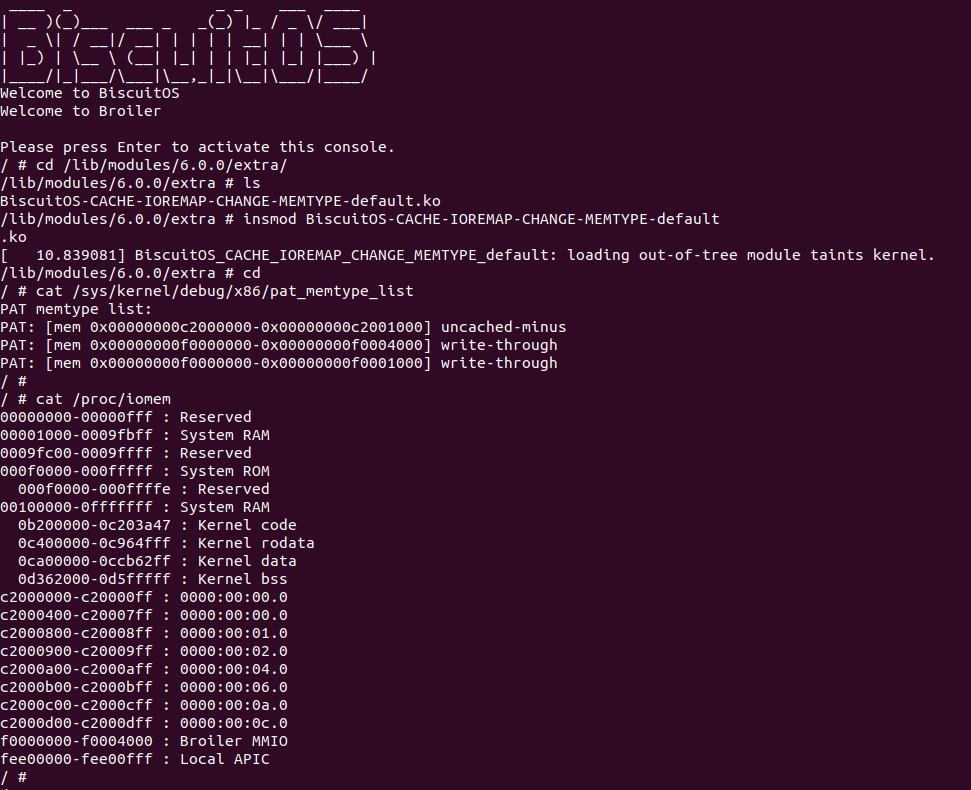 ____  _                _ _    ___  ____
| __ )(_)___  ___ _   _(_) |_ / _ \/ ___|
|  _ \| / __|/ __| | | | | __| | | \___ \
| |_) | \__ \ (__| |_| | | |_| |_| |___) |
|____/|_|___/\___|\__,_|_|\__|\___/|____/
Welcome to BiscuitOS
Welcome to Broiler
Please press Enter to activate this console.
/ # cd /lib/modules/6.0.0/extra/
/lib/modules/6.0.0/extra # ls
BiscuitOS-CACHE-IOREMAP-CHANGE-MEMTYPE-default.ko
/lib/modules/6.0.0/extra # insmod BiscuitOS-CACHE-IOREMAP-CHANGE-MEMTYPE-default
.ko
[   10.839081] BiscuitOS_CACHE_IOREMAP_CHANGE_MEMTYPE_default: loading out-of-tree module taints kernel.
/lib/modules/6.0.0/extra # cd
/ # cat /sys/kernel/debug/x86/pat_memtype_list
PAT memtype list:
PAT: [mem 0x00000000c2000000-0x00000000c2001000] uncached-minus
PAT: [mem 0x00000000f0000000-0x00000000f0004000] write-through
PAT: [mem 0x00000000f0000000-0x00000000f0001000] write-through
/ #
/ # cat /proc/iomem
00000000-00000fff : Reserved
00001000-0009fbff : System RAM
0009fc00-0009ffff : Reserved
000f0000-000fffff : System ROM
  000f0000-000ffffe : Reserved
00100000-0fffffff : System RAM
  0b200000-0c203a47 : Kernel code
  0c400000-0c964fff : Kernel rodata
  0ca00000-0ccb62ff : Kernel data
  0d362000-0d5fffff : Kernel bss
c2000000-c20000ff : 0000:00:00.0
c2000400-c20007ff : 0000:00:00.0
c2000800-c20008ff : 0000:00:01.0
c2000900-c20009ff : 0000:00:02.0
c2000a00-c2000aff : 0000:00:04.0
c2000b00-c2000bff : 0000:00:06.0
c2000c00-c2000cff : 0000:00:0a.0
c2000d00-c2000dff : 0000:00:0c.0
f0000000-f0004000 : Broiler MMIO
fee00000-fee00fff : Local APIC
/ #